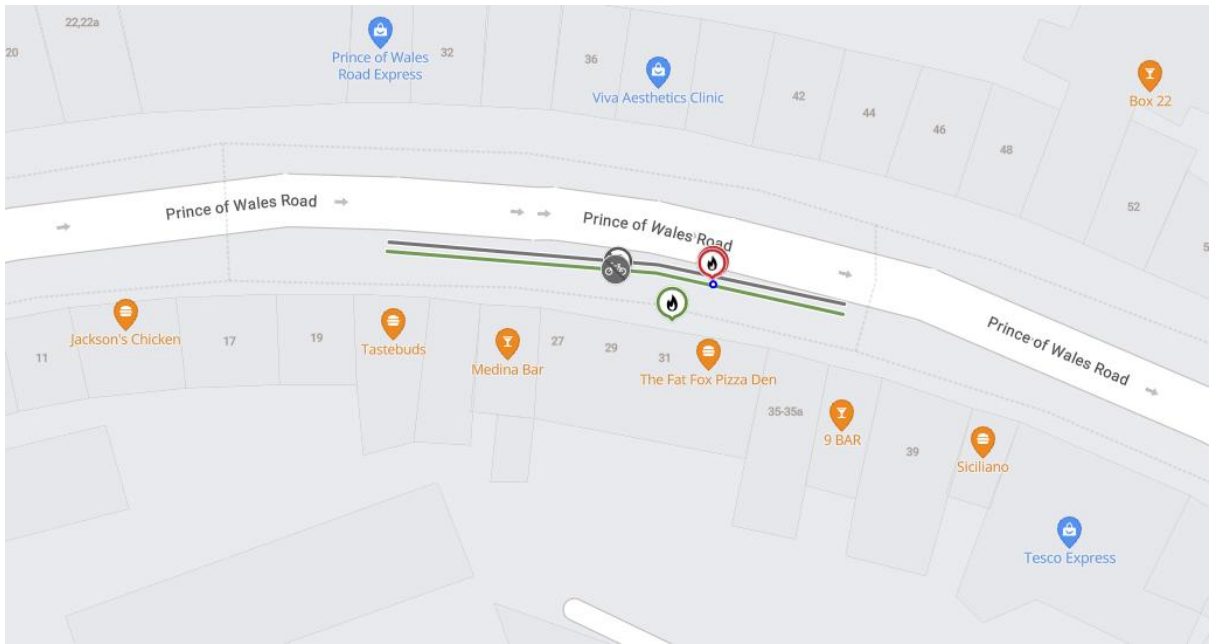 22,22a
20
Prince of Wales
Road Express
32
36
Viva Aesthetics Clinic
42
44
46
48
Box 22
52
Prince of Wales Road
Prince of Wales Road
Prince of Wales Road
Jackson's Chicken
11
17
19
Tastebuds
Medina Bar
27
29
31
The Fat Fox Pizza Den
35-35a
9 BAR
39
Siciliano
Tesco Express